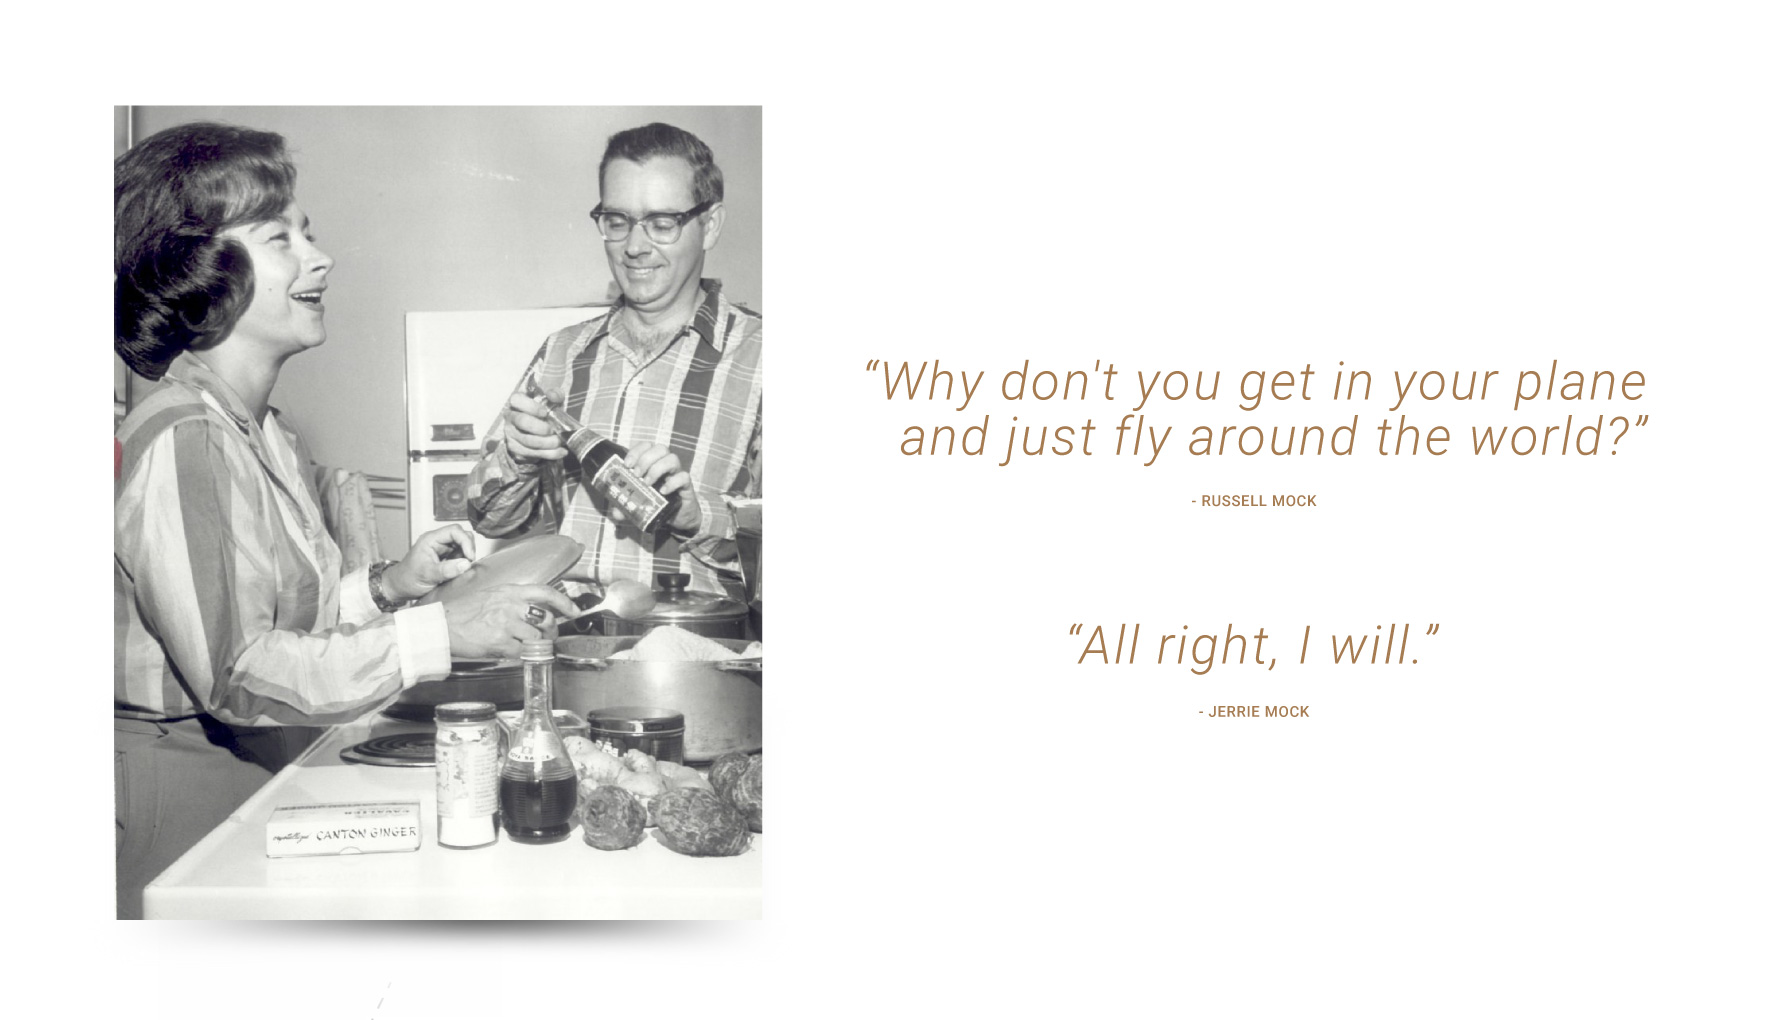 “Why don't you get in your plane
and just fly around the world?”
- RUSSELL MOCK
“All right, I will.”
- JERRIE MOCK
CANTON GINGER